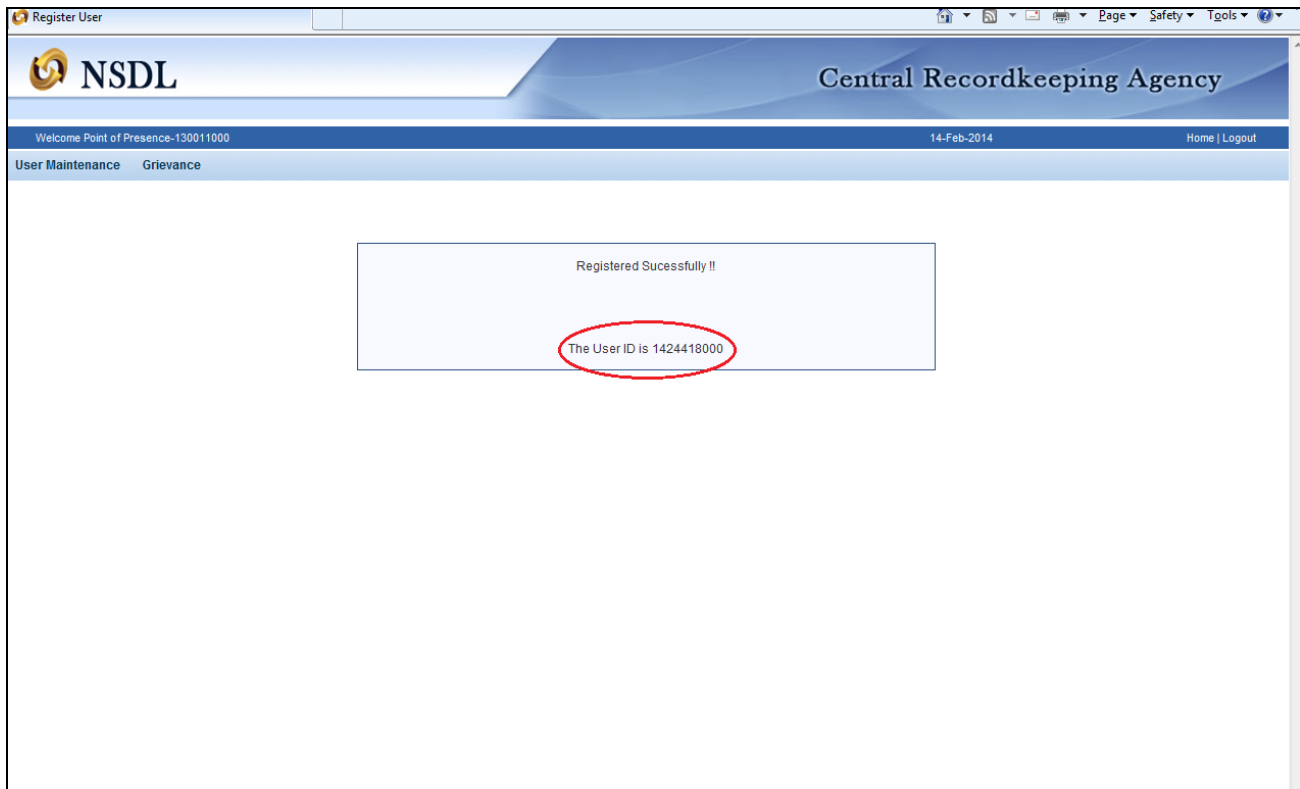 Register User
Page Safety Tools
NSDL
Central Recordkeeping Agency
Welcome Point of Presence-130011000 14-Feb-2014 Home | Logout
User Maintenance Grievance
Registered Sucessfully !!
The User ID is 1424418000